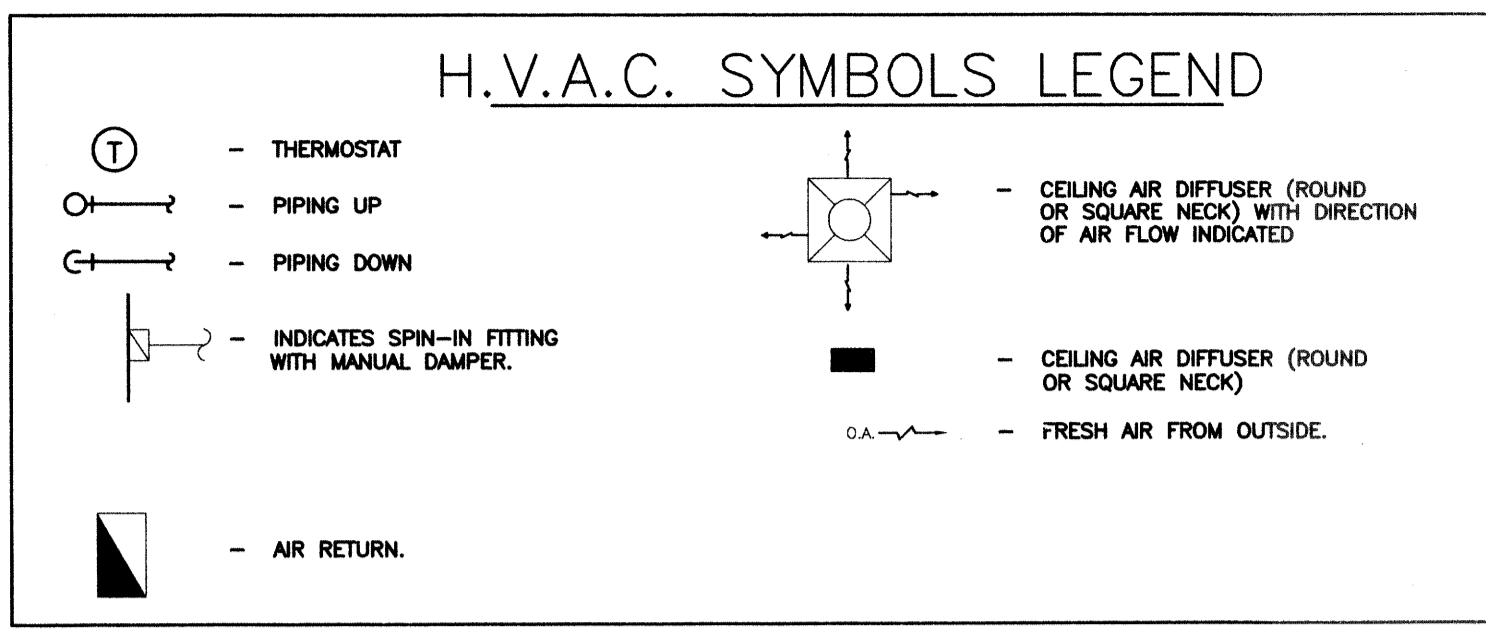 H.V.A.C. SYMBOLS LEGEND
T – THERMOSTAT
– PIPING UP
– PIPING DOWN
– INDICATES SPIN–IN FITTING
WITH MANUAL DAMPER.
– AIR RETURN.
– CEILING AIR DIFFUSER (ROUND
OR SQUARE NECK) WITH DIRECTION
OF AIR FLOW INDICATED
– CEILING AIR DIFFUSER (ROUND
OR SQUARE NECK)
O.A. – FRESH AIR FROM OUTSIDE.